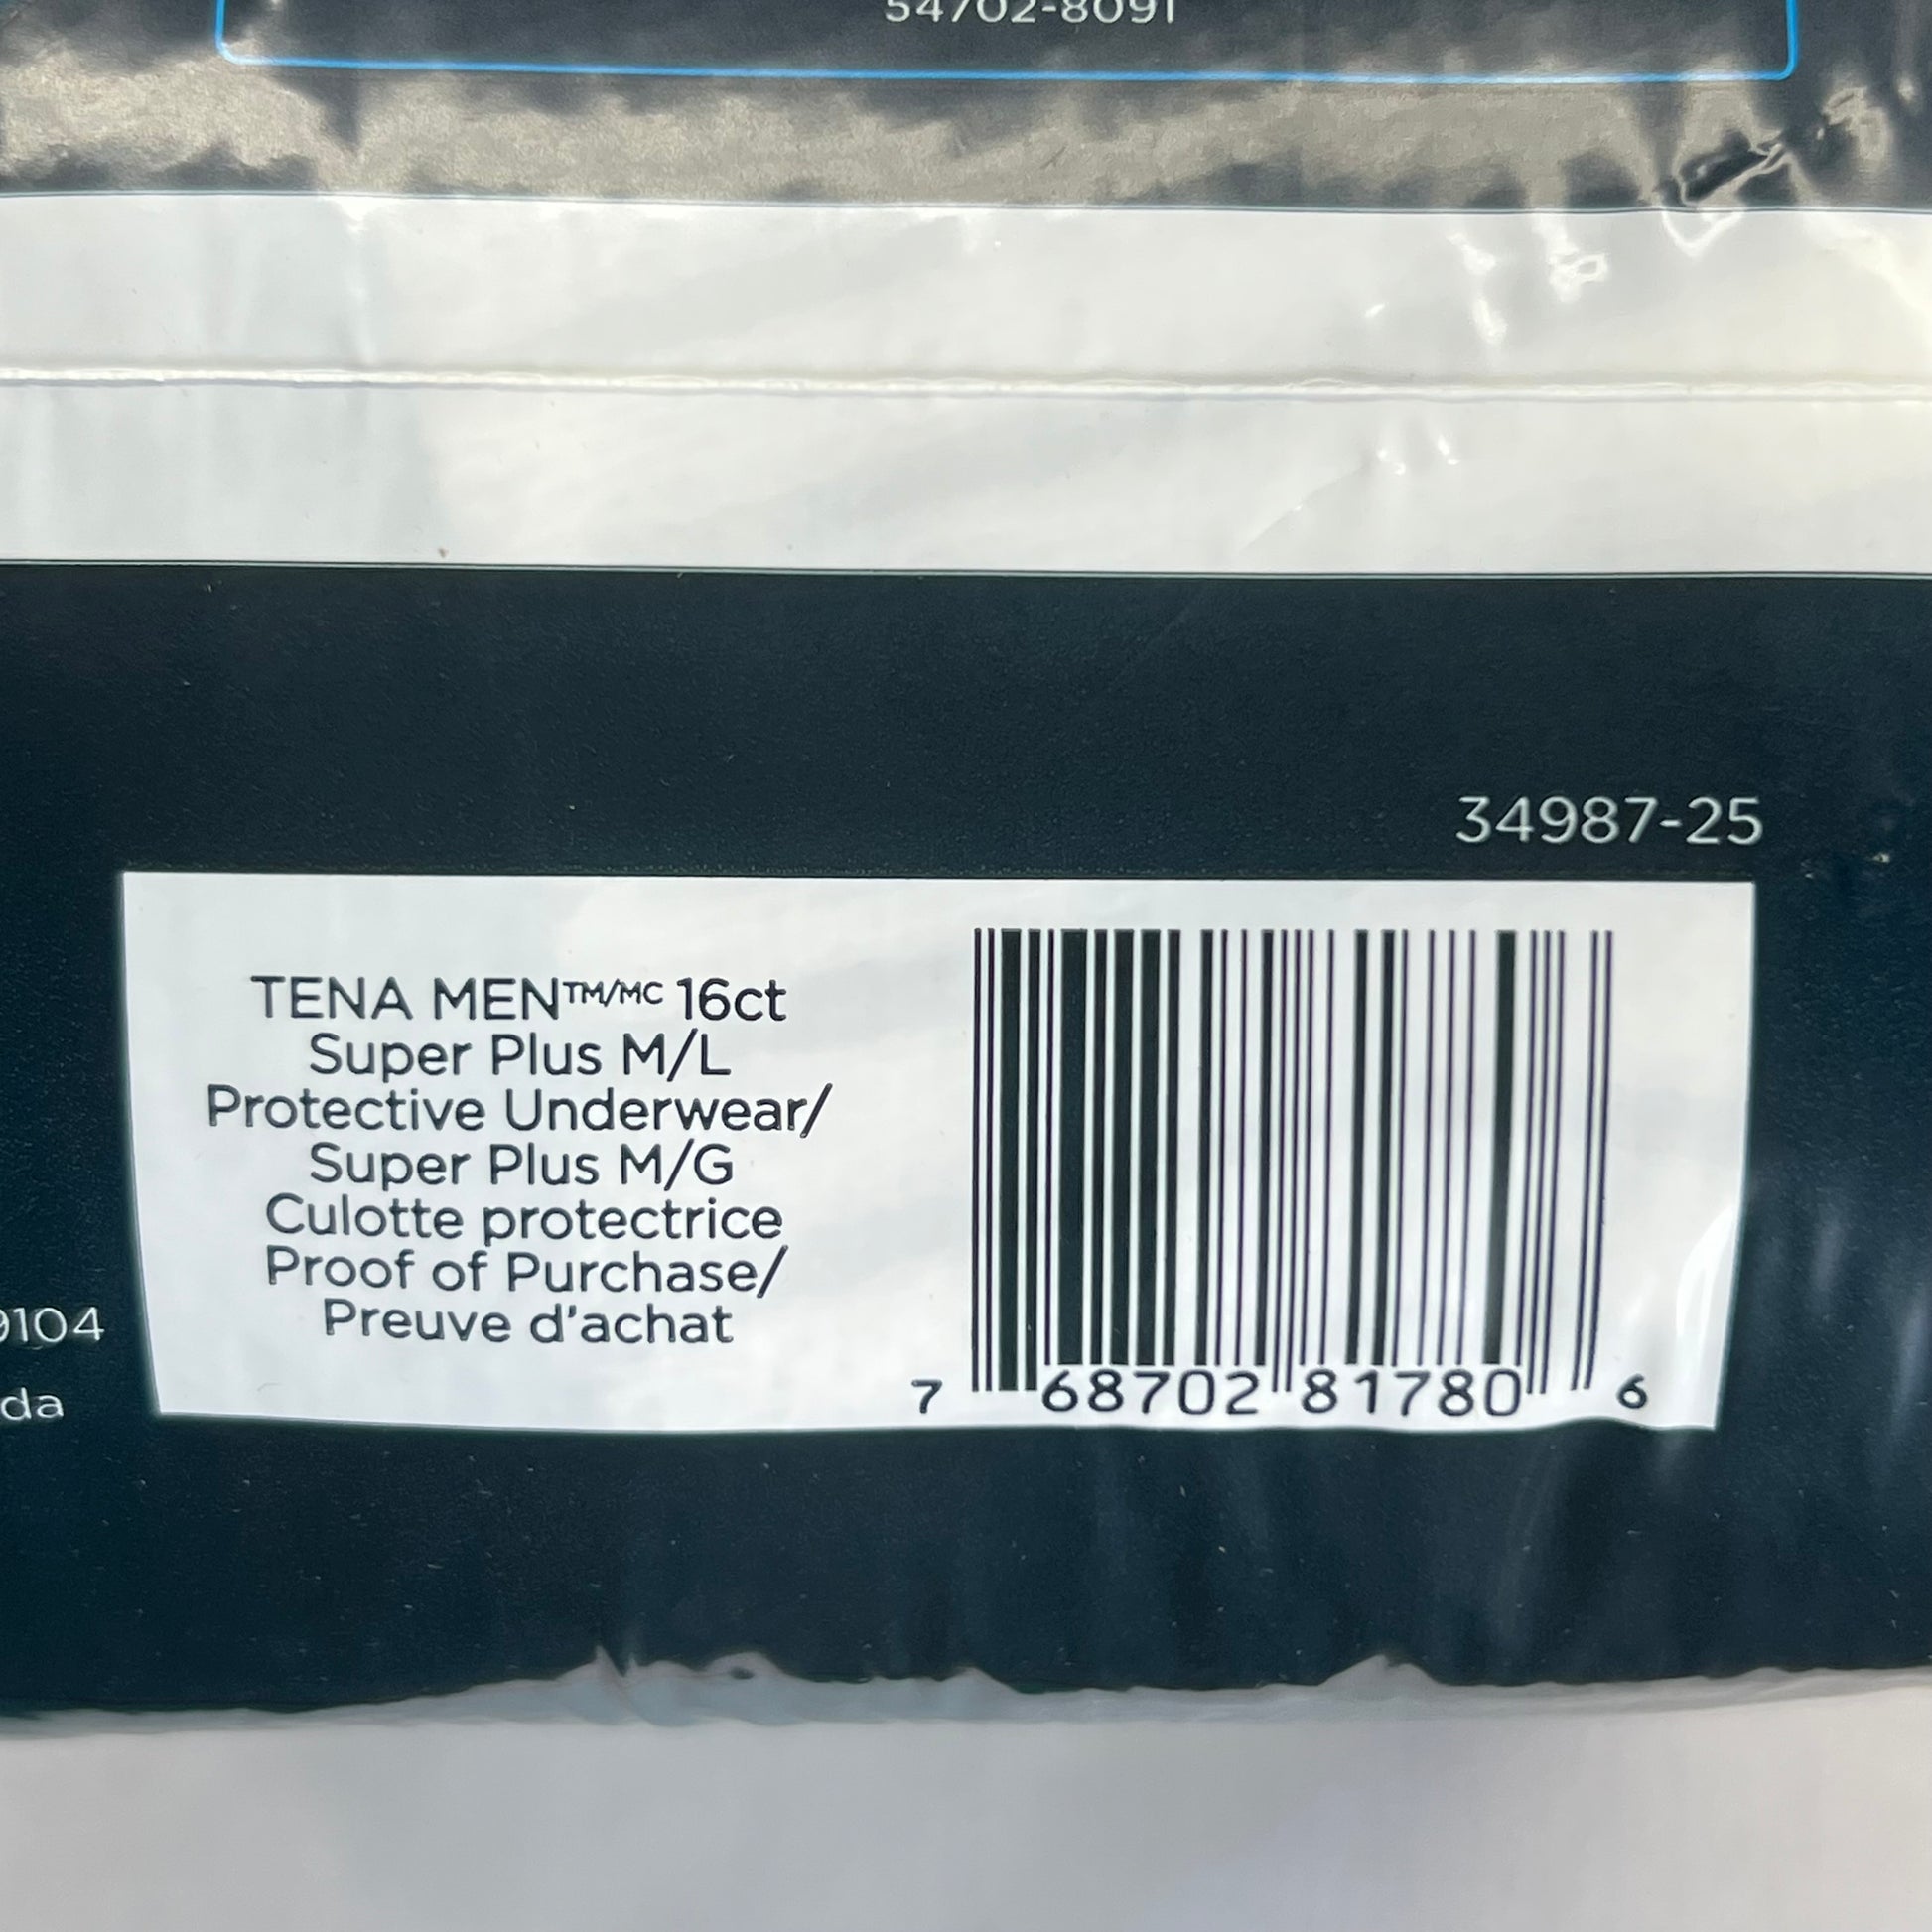 54702-8091
34987-25
TENA MEN™/MC 16ct
Super Plus M/L
Protective Underwear/
Super Plus M/G
Culotte protectrice
Proof of Purchase/
Preuve d'achat
9104
da
7 68702 81780 6